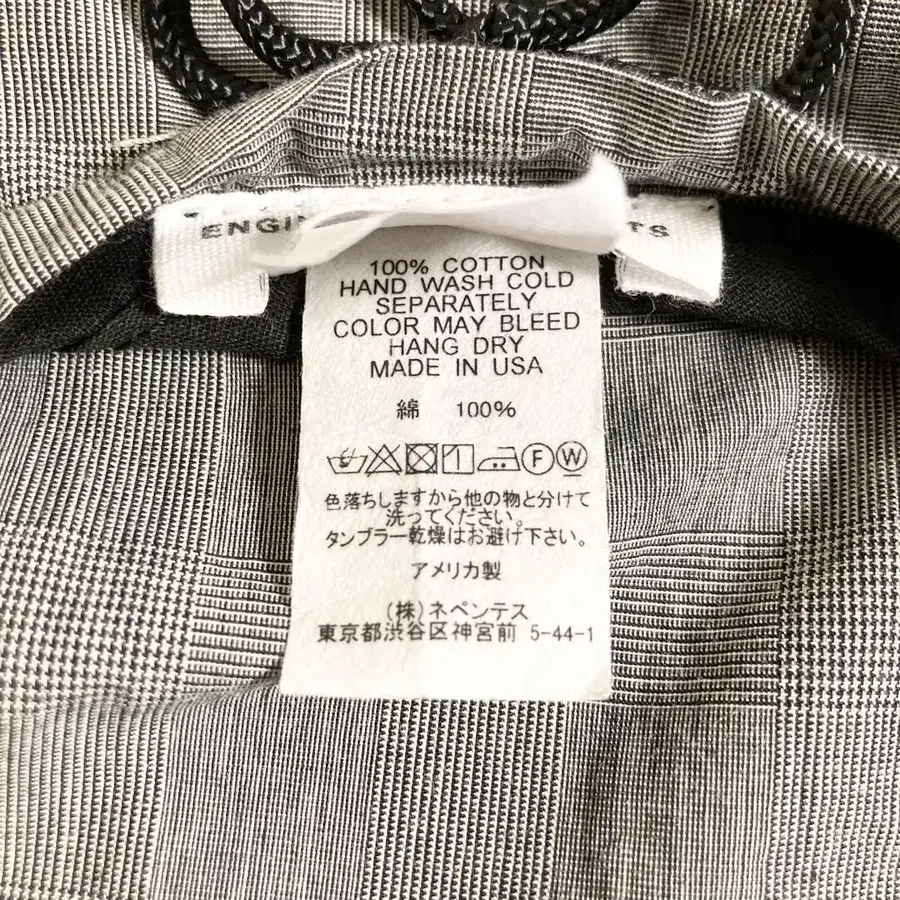 ENGIN TS
100% COTTON
HAND WASH COLD
SEPARATELY
COLOR MAY BLEED
HANG DRY
MADE IN USA
綿 100%
F W
色落ちしますから他の物と分けて
洗ってください。
タンブラー乾燥はお避け下さい。
アメリカ製
(株)ネペンテス
東京都渋谷区神宮前 5-44-1